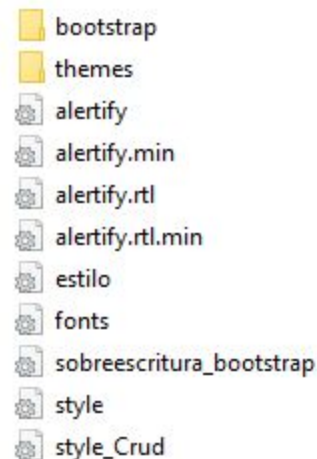 bootstrap
themes
alertify
alertify.min
alertify.rtl
alertify.rtl.min
estilo
fonts
sobreescritura_bootstrap
style
style_Crud